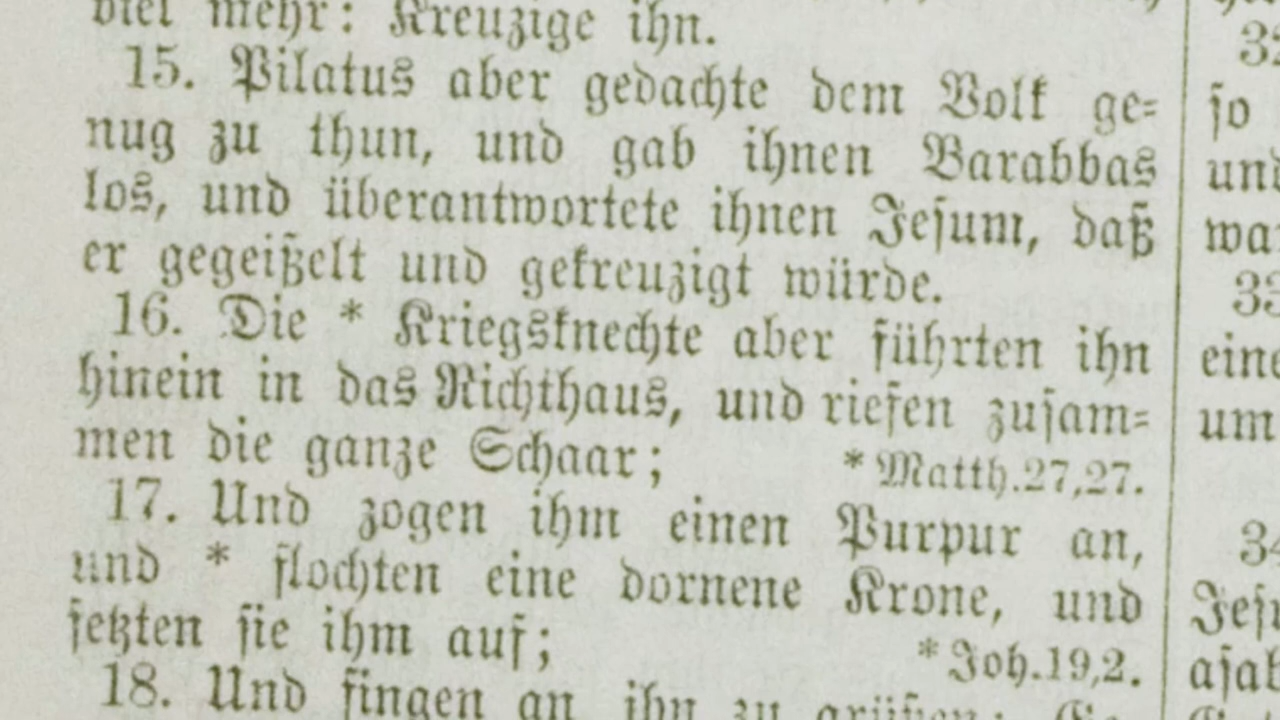 viel mehr: Kreuzige ihn.
15. Pilatus aber gedachte dem Volk ge=
nug zu thun, und gab ihnen Barabbas
los, und überantwortete ihnen Jesum, daß
er gegeißelt und gekreuzigt würde.
16. Die * Kriegsknechte aber führten ihn
hinein in das Richthaus, und riefen zusam=
men die ganze Schaar; * Matth.27,27.
17. Und zogen ihm einen Purpur an,
und * flochten eine dornene Krone, und
setzten sie ihm auf; * Joh.19,2.
18. Und fingen an ihn zu grüßen:
so
und
um